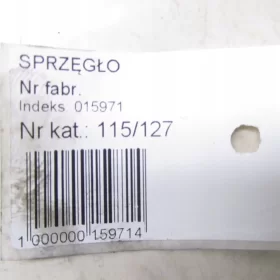 SPRZĘGŁO
Nr fabr.
Indeks. 015971
Nr kat.: 115/127
1 000000 159714